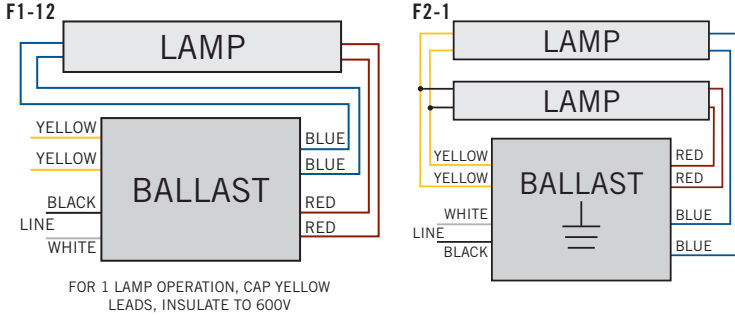 F1-12
LAMP
YELLOW
YELLOW
BLUE
BLUE
BALLAST
BLACK
LINE
WHITE
RED
RED
FOR 1 LAMP OPERATION, CAP YELLOW
LEADS, INSULATE TO 600V
F2-1
LAMP
LAMP
YELLOW
YELLOW
RED
RED
BALLAST
WHITE
LINE
BLACK
BLUE
BLUE